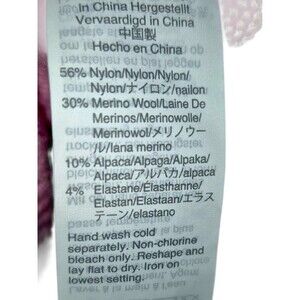 In China Hergestellt
Vervaardigd in China
中国製
Hecho en China
56% Nylon/Nylon/Nylon/
Nylon/ナイロン/nailon
30% Merino Wool/Laine De
Merinos/Merinowolle/
Merinowol/メリノウー
ル/lana merino
10% Alpaca/Alpaga/Alpaka/
Alpaca/アルパカ/alpaca
4% Elastane/Elasthanne/
Elastan/Elastaan/エラス
テーン/elastano
Hand wash cold
separately. Non-chlorine
bleach only. Reshape and
lay flat to dry. Iron on
lowest setting.